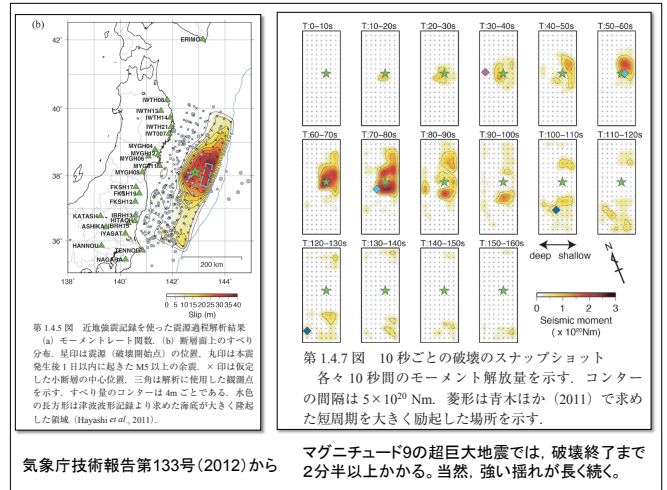 (b)
42˚
40˚
38˚
36˚
138˚
140˚
142˚
144˚
ERIMO
IWTH08
IWTH13
IWTH14
IWTH21
IWT007
MYGH04
MYGH12
MYGH06
MYG011
MYGH08
FKSH17
FKSH19
FKSH12
KATASH
IBRH13
HITACH
ASHIKA
IBRH15
IYASAT
HANNOU
TENNOD
NAGARA
200 km
0 5 10 15 20 25 30 35 40
Slip (m)
第 1.4.5 図 近地強震記録を使った震源過程解析結果
(a) モーメントレート関数.(b) 断層面上のすべり
分布.星印は震源(破壊開始点)の位置.丸印は本震
発生後 1 日以内に起きた M5 以上の余震.× 印は仮定
した小断層の中心位置,三角は解析に使用した観測点
を示す.すべり量のコンターは 4m ごとである.水色
の長方形は津波波形記録より求めた海底が大きく隆起
した領域(Hayashi et al., 2011).
T:0−10s
T:10−20s
T:20−30s
T:30−40s
T:40−50s
T:50−60s
T:60−70s
T:70−80s
T:80−90s
T:90−100s
T:100−110s
T:110−120s
T:120−130s
T:130−140s
T:140−150s
T:150−160s
deep shallow
N
0 1 2 3
Seismic moment
( x 10²⁰Nm)
第 1.4.7 図 10 秒ごとの破壊のスナップショット
各々 10 秒間のモーメント解放量を示す.コンター
の間隔は 5×10²⁰ Nm.菱形は青木ほか(2011)で求め
た短周期を大きく励起した場所を示す.
気象庁技術報告第133号(2012)から
マグニチュード9の超巨大地震では,破壊終了まで
2分半以上かかる。当然,強い揺れが長く続く。